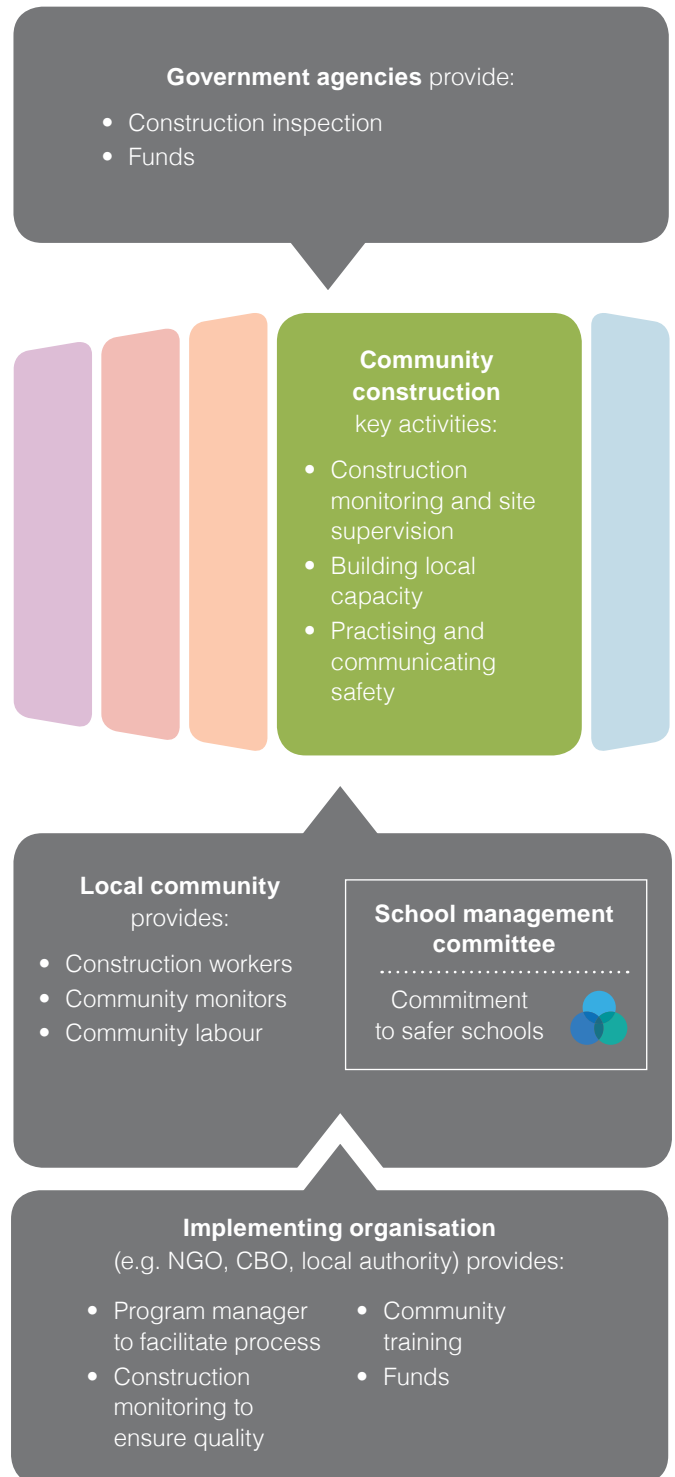 Government agencies provide:
• Construction inspection
• Funds
Community
construction
key activities:
• Construction
monitoring and site
supervision
• Building local
capacity
• Practising and
communicating
safety
Local community
provides:
• Construction workers
• Community monitors
• Community labour
School management
committee
Commitment
to safer schools
Implementing organisation
(e.g. NGO, CBO, local authority) provides:
• Program manager
to facilitate process
• Construction
monitoring to
ensure quality
• Community
training
• Funds